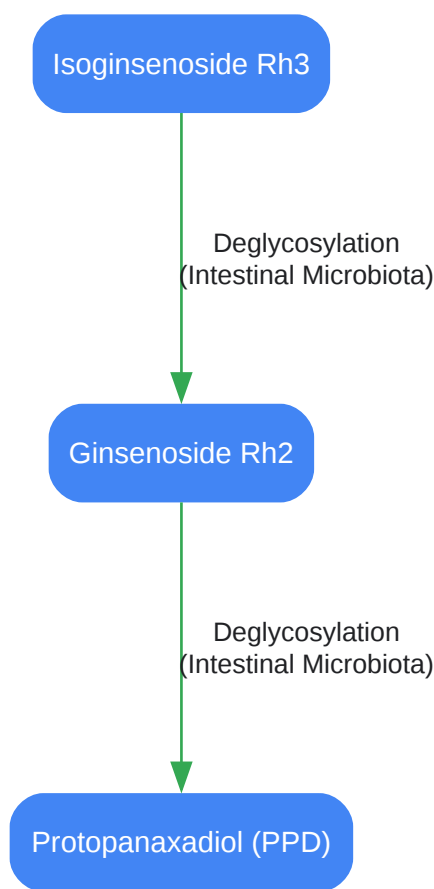 Isoginsenoside Rh3
Deglycosylation
(Intestinal Microbiota)
Ginsenoside Rh2
Deglycosylation
(Intestinal Microbiota)
Protopanaxadiol (PPD)